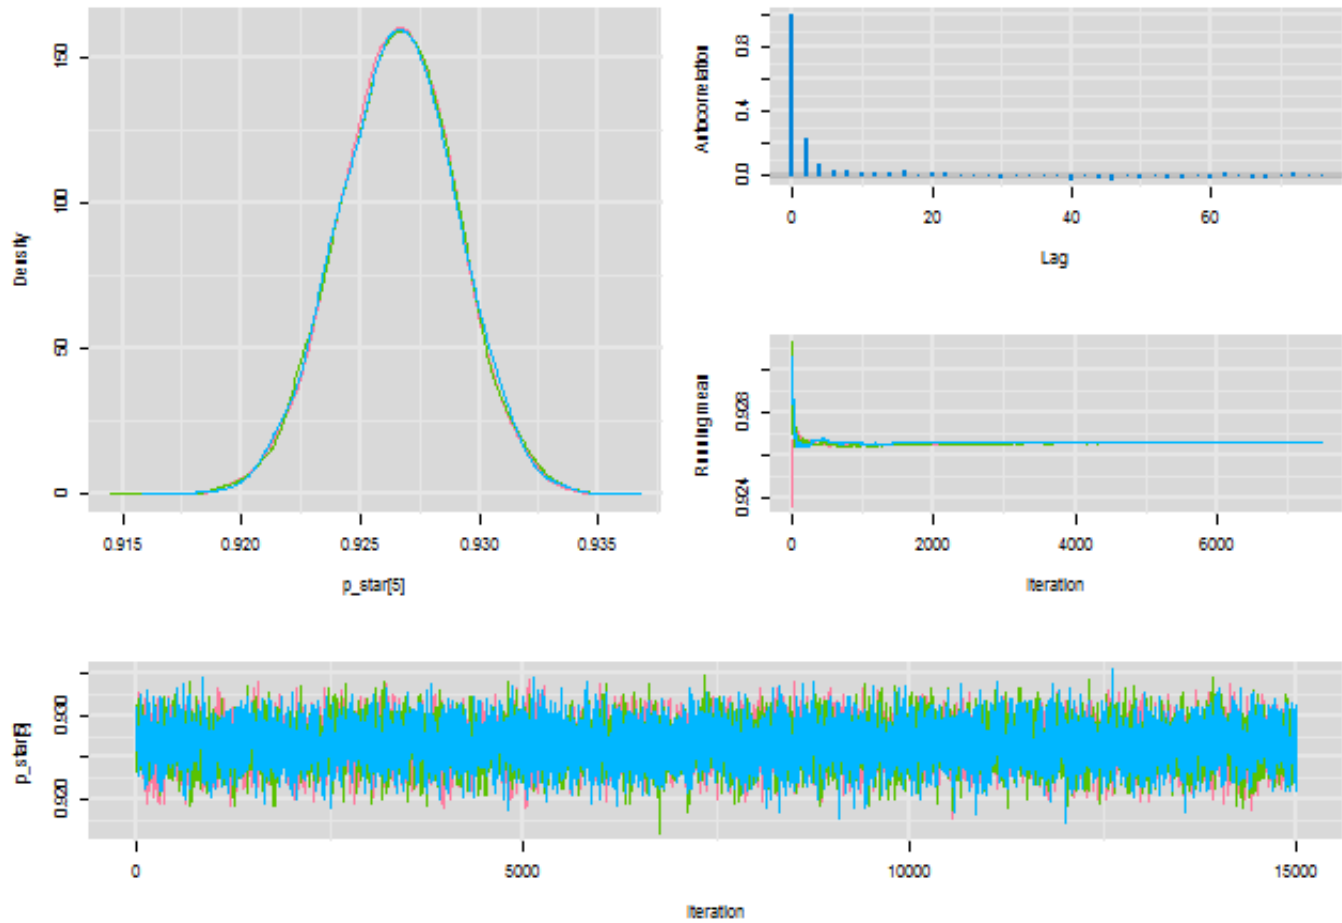 150
100
50
0
Density
0.915 0.920 0.925 0.930 0.935
p_star[5]
0.8
0.4
0.0
Autocorrelation
0 20 40 60
Lag
0.928
0.924
Running mean
0 2000 4000 6000
Iteration
0.930
0.920
p_star[5]
0 5000 10000 15000
Iteration